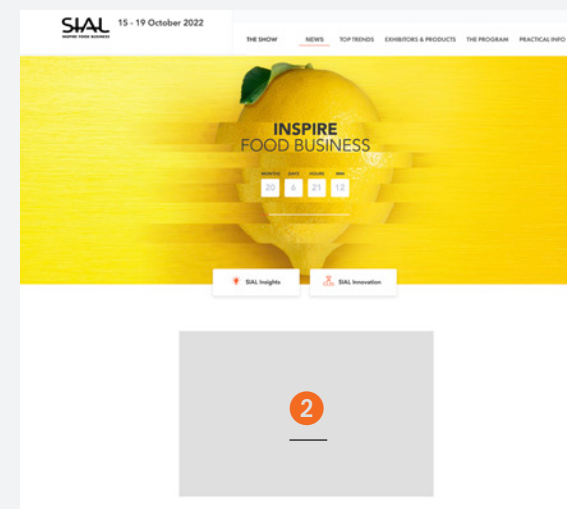 SIAL 15 - 19 October 2022
INSPIRE FOOD BUSINESS
THE SHOW NEWS TOP TRENDS EXHIBITORS & PRODUCTS THE PROGRAM PRACTICAL INFO
INSPIRE
FOOD BUSINESS
MONTHS DAYS HOURS MIN
20 6 21 12
SIAL Insights SIAL Innovation
2